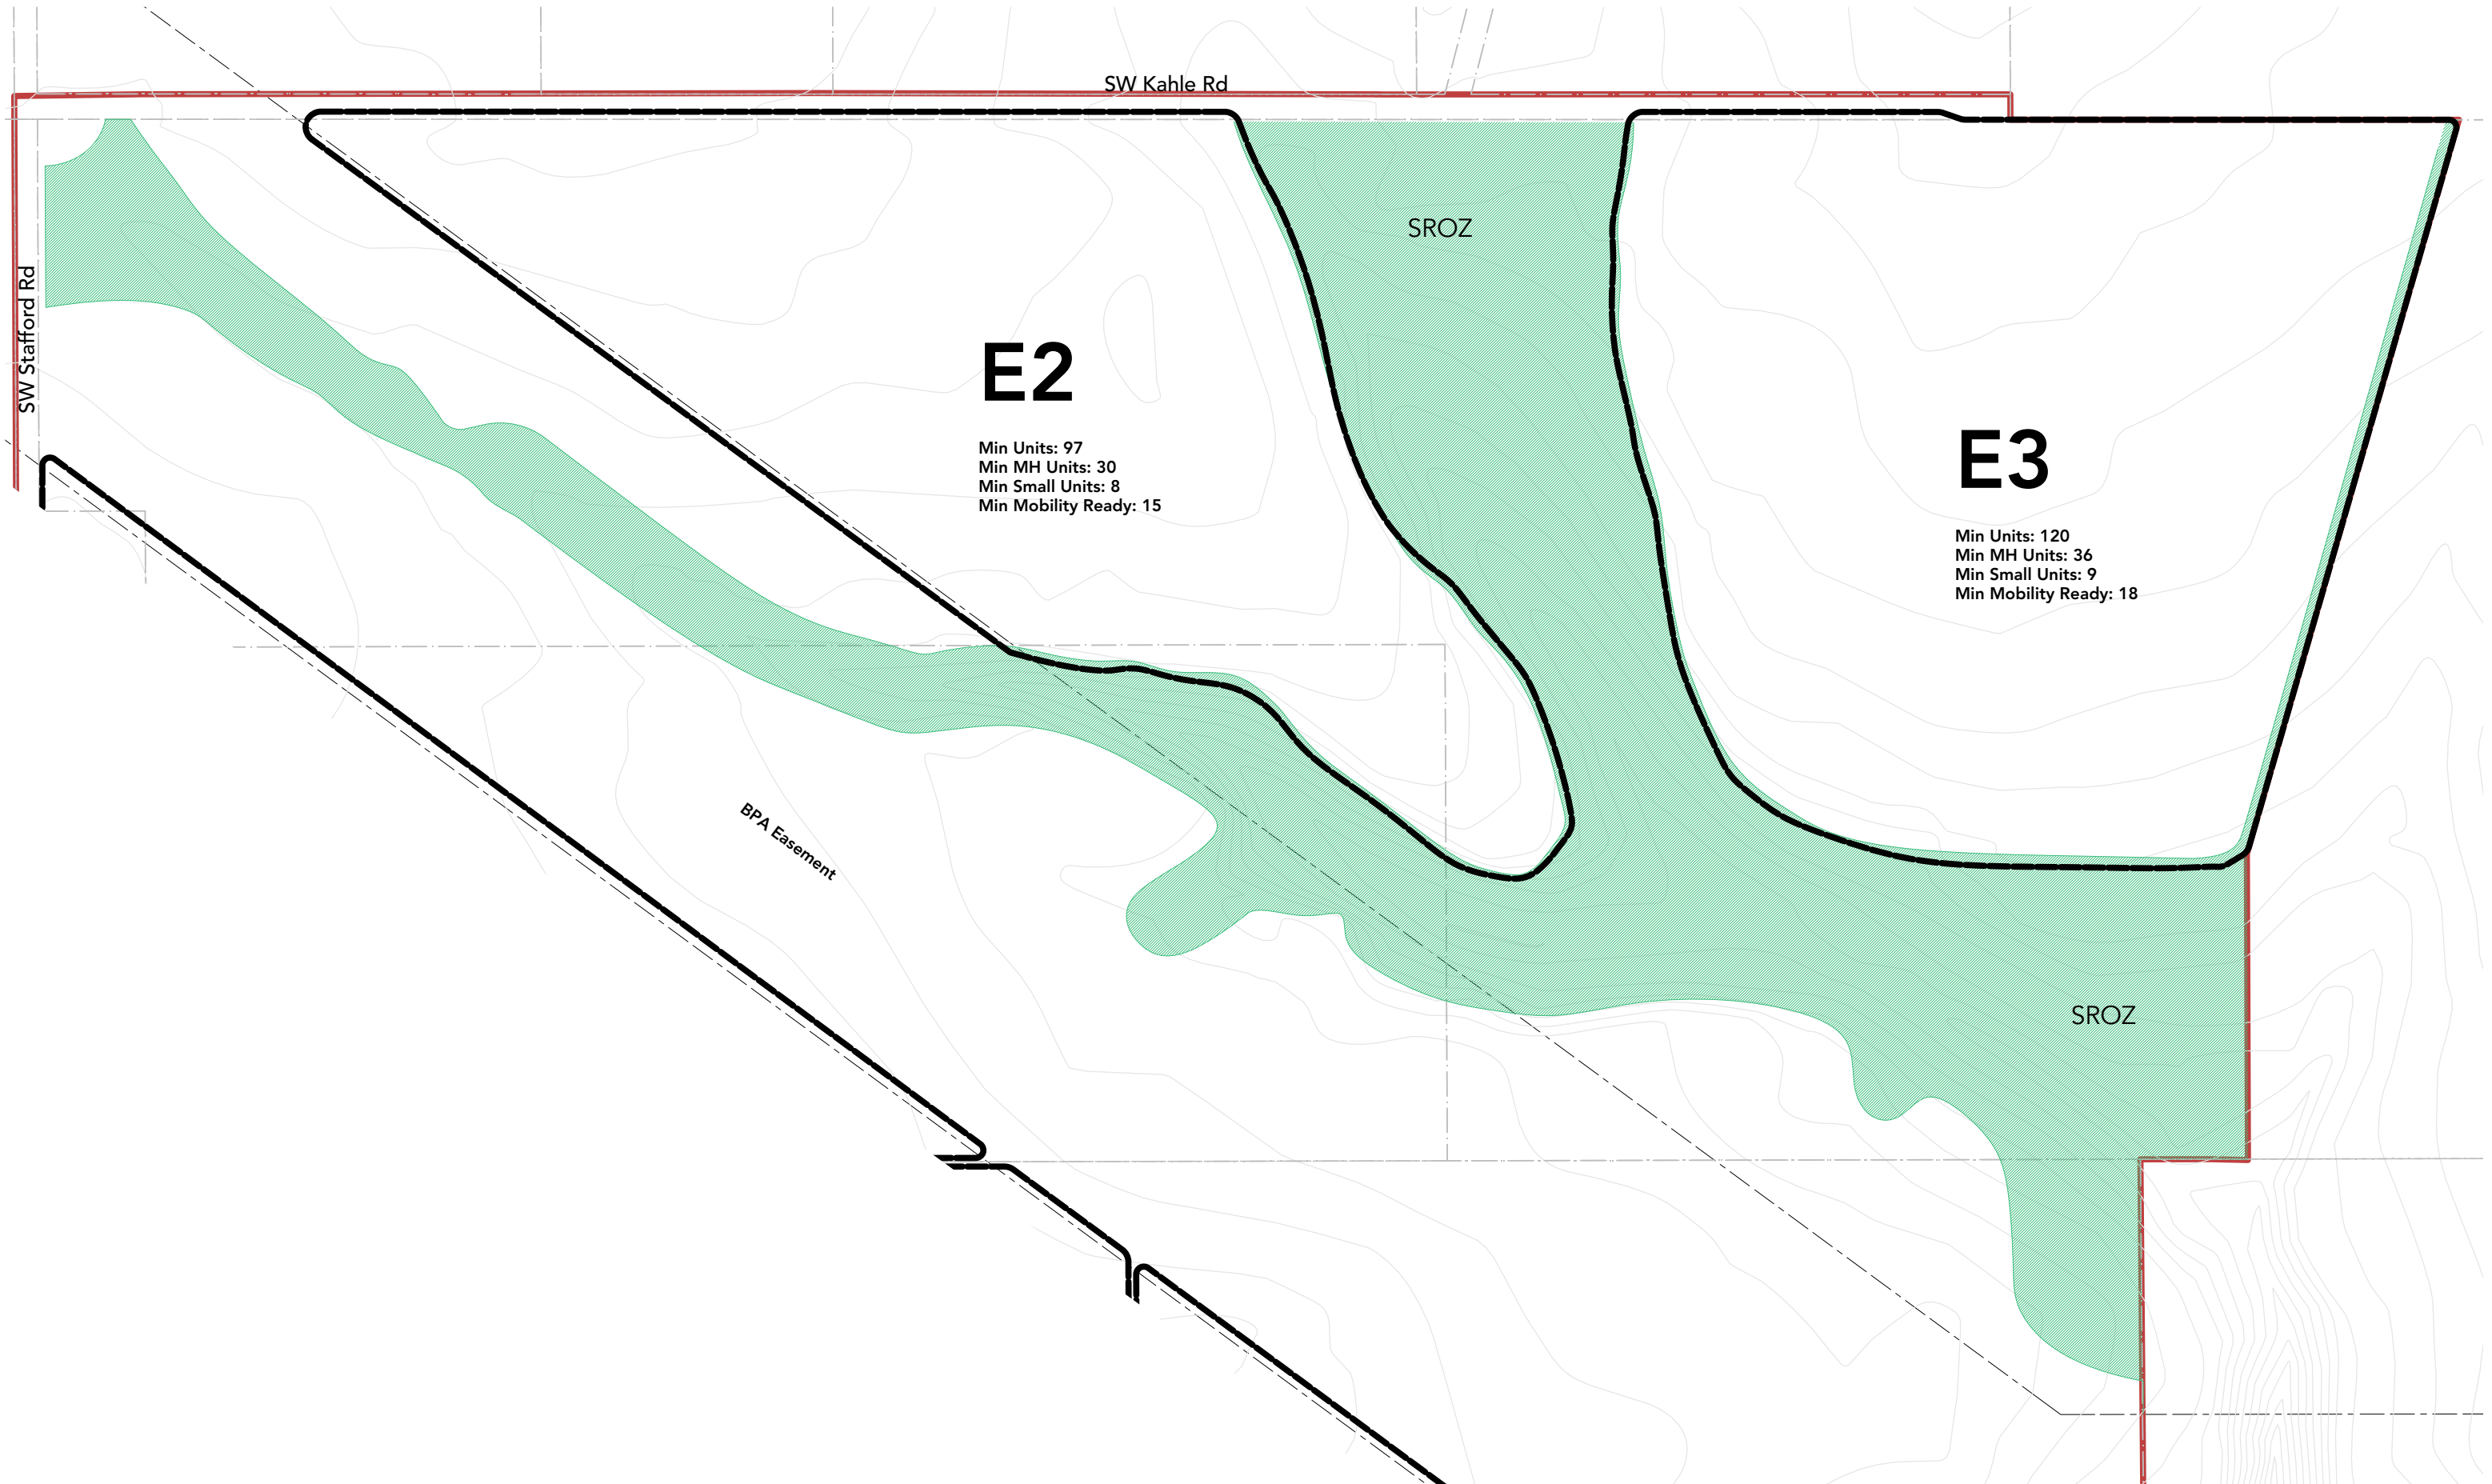 SW Kahle Rd
SROZ
SW Stafford Rd
E2
Min Units: 97
Min MH Units: 30
Min Small Units: 8
Min Mobility Ready: 15
E3
Min Units: 120
Min MH Units: 36
Min Small Units: 9
Min Mobility Ready: 18
BPA Easement
SROZ